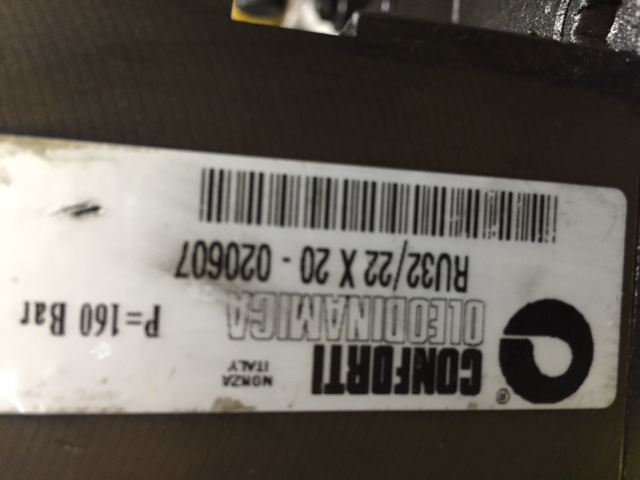 CONFORTI
OLEODINAMICA
MONZA
ITALY
®
RU32/22 X 20 - 020607
P=160 Bar